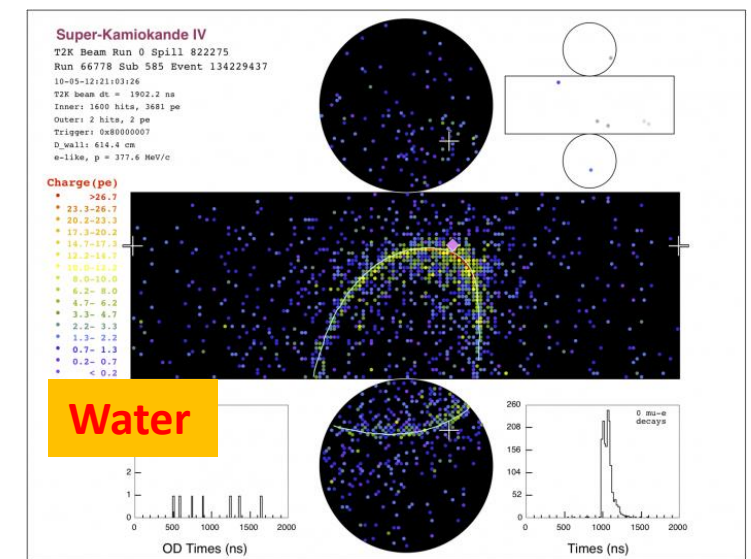 Super-Kamiokande IV
T2K Beam Run 0 Spill 822275
Run 66778 Sub 585 Event 134229437
10-05-12:21:03:26
T2K beam dt = 1902.2 ns
Inner: 1600 hits, 3681 pe
Outer: 2 hits, 2 pe
Trigger: 0x80000007
D_wall: 614.4 cm
e-like, p = 377.6 MeV/c
Charge(pe)
>26.7
23.3-26.7
20.2-23.3
17.3-20.2
14.7-17.3
12.2-14.7
10.0-12.2
8.0-10.0
6.2- 8.0
4.7- 6.2
3.3- 4.7
2.2- 3.3
1.3- 2.2
0.7- 1.3
0.2- 0.7
< 0.2
Water
2
1
0
0 500 1000 1500 2000
OD Times (ns)
260
208
156
104
52
0
0 mu-e
decays
0 500 1000 1500 2000
Times (ns)